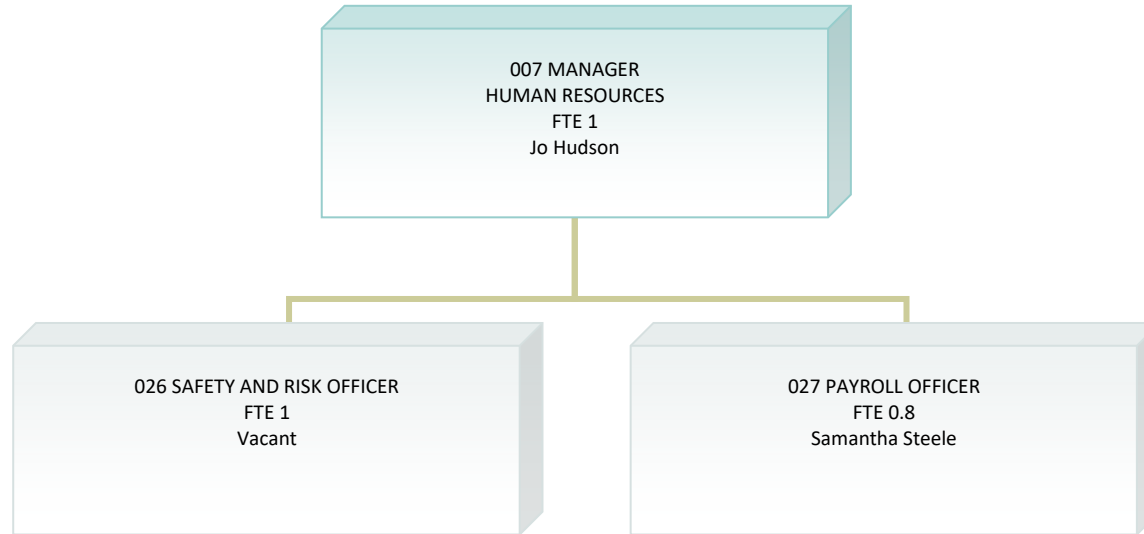 007 MANAGER
HUMAN RESOURCES
FTE 1
Jo Hudson
026 SAFETY AND RISK OFFICER
FTE 1
Vacant
027 PAYROLL OFFICER
FTE 0.8
Samantha Steele